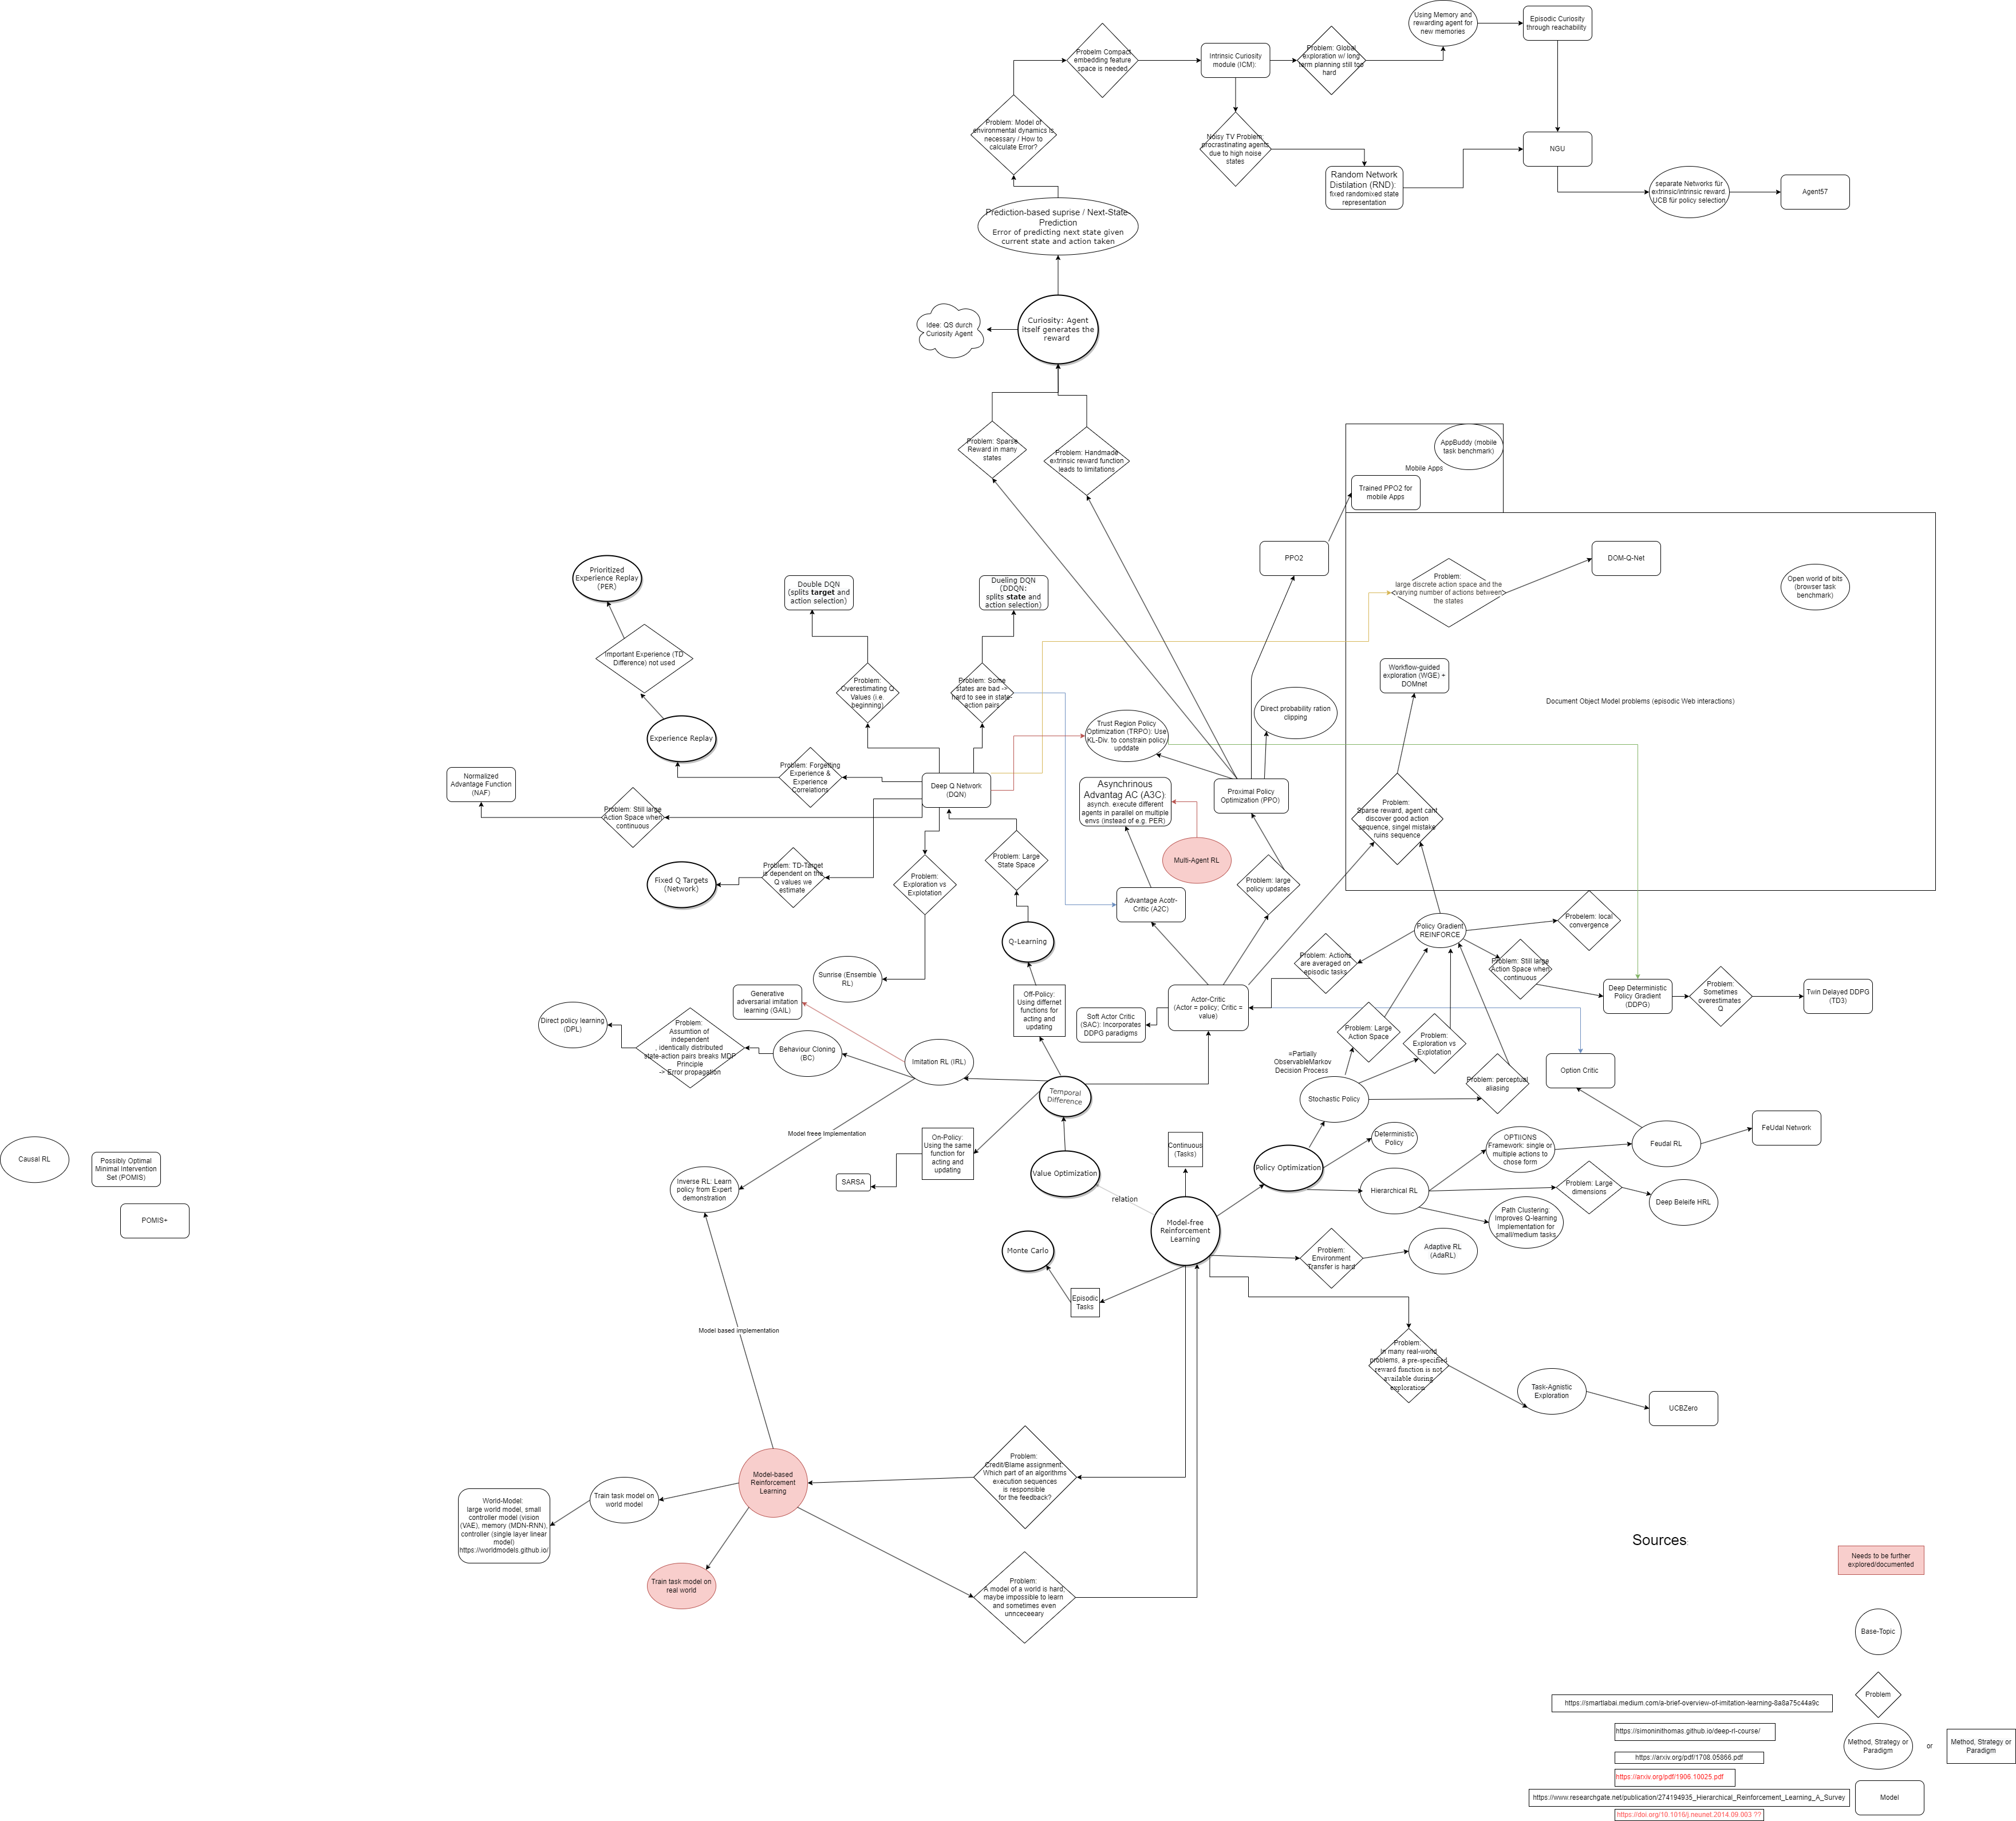 Using Memory and
rewarding agent for
new memories
Episodic Curiosity
through reachability
Probelm Compact
embedding feature
space is needed
Intrinsic Curiosity
module (ICM):
Problem: Global
exploration w/ long
term planning still too
hard
Problem: Model of
environmental dynamics is
necessary / How to
calculate Error?
Noisy TV Problem:
procrastinating agents
due to high noise
states
NGU
Random Network
Distilation (RND):
fixed randomixed state
representation
separate Networks für
extrinsic/intrinsic reward.
UCB für policy selection
Agent57
Prediction-based suprise / Next-State-
Prediction
Error of predicting next state given
current state and action taken
Idee: QS durch
Curiosity Agent
Curiosity: Agent
itself generates the
reward
Problem: Sparse
Reward in many
states
Problem: Handmade
extrinsic reward function
leads to limitations
AppBuddy (mobile
task benchmark)
Mobile Apps
Trained PPO2 for
mobile Apps
PPO2
DOM-Q-Net
Problem:
large discrete action space and the
varying number of actions between
the states
Open world of bits
(browser task
benchmark)
Prioritized
Experience Replay
(PER)
Double DQN
(splits target and
action selection)
Dueling DQN
(DDQN:
splits state and
action selection)
Important Experience (TD
Difference) not used
Problem:
Overestimating Q
Values (i.e.
beginning)
Problem: Some
states are bad ->
hard to see in state-
action pairs
Workflow-guided
exploration (WGE) +
DOMnet
Document Object Model problems (episodic Web interactions)
Direct probability ration
clipping
Trust Region Policy
Optimization (TRPO): Use
KL-Div. to constrain policy
upddate
Experience Replay
Normalized
Advantage Function
(NAF)
Problem: Forgetting
Experience &
Experience
Correlations
Deep Q Network
(DQN)
Asynchrinous
Advantag AC (A3C):
asynch. execute different
agents in parallel on multiple
envs (instead of e.g. PER)
Proximal Policy
Optimization (PPO)
Problem: Still large
Action Space when
continuous
Problem:
Sparse reward, agent cant
discover good action
sequence, singel mistake
ruins sequence
Multi-Agent RL
Problem: Large
State Space
Problem: TD-Target
is dependent on the
Q values we
estimate
Fixed Q Targets
(Network)
Problem:
Exploration vs
Explotation
Problem: large
policy updates
Advantage Acotr-
Critic (A2C)
Q-Learning
Policy Gradient
REINFORCE
Probelem: local
convergence
Problem: Actions
are averaged on
episodic tasks
Problem: Still large
Action Space when
continuous
Sunrise (Ensemble
RL)
Generative
adversarial imitation
learning (GAIL)
Off-Policy:
Using differnet
functions for
acting and
updating
Actor-Critic
(Actor = policy; Critic =
value)
Soft Actor Critic
(SAC): Incorporates
DDPG paradigms
Deep Deterministic
Policy Gradient
(DDPG)
Problem:
Sometimes
overestimates
Q
Twin Delayed DDPG
(TD3)
Direct policy learning
(DPL)
Problem:
Assumtion of
independent
, identically distributed
state-action pairs breaks MDP
Principle
-> Error propagation
Behaviour Cloning
(BC)
Imitation RL (IRL)
Problem: Large
Action Space
Problem:
Exploration vs
Explotation
=Partially
ObservableMarkov
Decision Process
Option Critic
Problem: perceptual
aliasing
Temporal
Difference
Stochastic Policy
Model freee Implementation
On-Policy:
Using the same
function for
acting and
updating
Continuous
(Tasks)
Deterministic
Policy
OPTIIONS
Framework: single or
multiple actions to
chose form
Feudal RL
FeUdal Network
Causal RL
Possibly Optimal
Minimal Intervention
Set (POMIS)
POMIS+
SARSA
Inverse RL: Learn
policy from Expert
demonstration
Value Optimization
Policy Optimization
relation
Hierarchical RL
Problem: Large
dimensions
Deep Beleife HRL
Path Clustering:
Improves Q-learning
Implementation for
small/medium tasks
Model-free
Reinforcement
Learning
Monte Carlo
Problem:
Environment
Transfer is hard
Adaptive RL
(AdaRL)
Episodic
Tasks
Model based implementation
Problem:
In many real-world
problems, a pre-specified
reward function is not
available during
exploration
Task-Agnistic
Exploration
UCBZero
Problem:
Credit/Blame assignment:
Which part of an algorithms
execution sequences
is responsible
for the feedback?
Model-based
Reinforcement
Learning
Train task model on
world model
World-Model:
large world model, small
controller model (vision
(VAE), memory (MDN-RNN),
controller (single layer linear
model)
https://worldmodels.github.io/
Train task model on
real world
Problem:
A model of a world is hard,
maybe impossible to learn
and sometimes even
unnceceeary
Sources
Needs to be further
explored/documented
Base-Topic
Problem
https://smartlabai.medium.com/a-brief-overview-of-imitation-learning-8a8a75c44a9c
https://simoninithomas.github.io/deep-rl-course/
Method, Strategy or
Paradigm
or
Method, Strategy or
Paradigm
https://arxiv.org/pdf/1708.05866.pdf
https://arxiv.org/pdf/1906.10025.pdf
https://www.researchgate.net/publication/274194935_Hierarchical_Reinforcement_Learning_A_Survey
Model
https://doi.org/10.1016/j.neunet.2014.09.003 ??